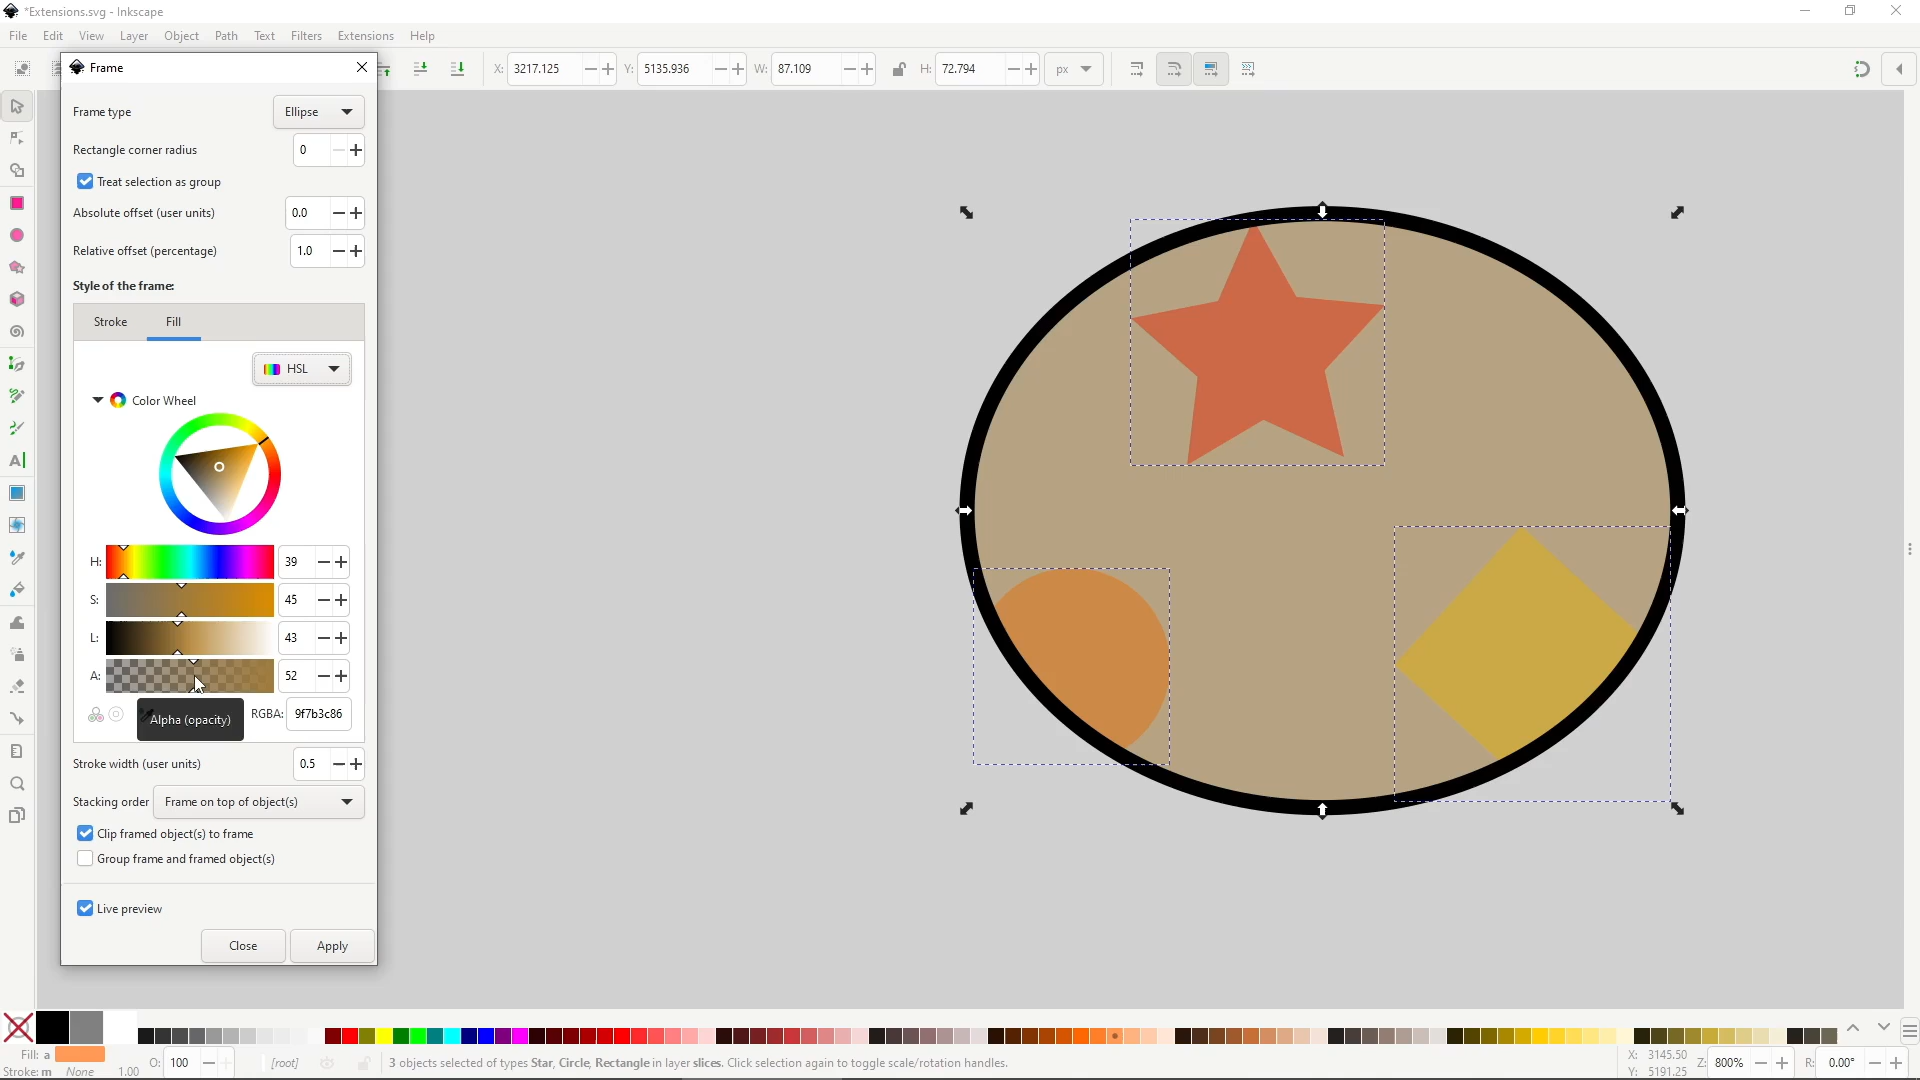 *Extensions.svg - Inkscape
File Edit View Layer Object Path Text Filters Extensions Help
Frame
X: 3217.125 Y: 5135.936 W: 87.109 H: 72.794 px
Frame type Ellipse
Rectangle corner radius 0
Treat selection as group
Absolute offset (user units) 0.0
Relative offset (percentage) 1.0
Style of the frame:
Stroke Fill
HSL
Color Wheel
H: 39
S: 45
L: 43
A: 52
Alpha (opacity) RGBA: 9f7b3c86
Stroke width (user units) 0.5
Stacking order Frame on top of object(s)
Clip framed object(s) to frame
Group frame and framed object(s)
Live preview
Close Apply
Fill: a
Stroke: m None 1.00
O: 100 [root] 3 objects selected of types Star, Circle, Rectangle in layer slices. Click selection again to toggle scale/rotation handles.
X: 3145.50
Y: 5191.25
Z: 800% R: 0.00°